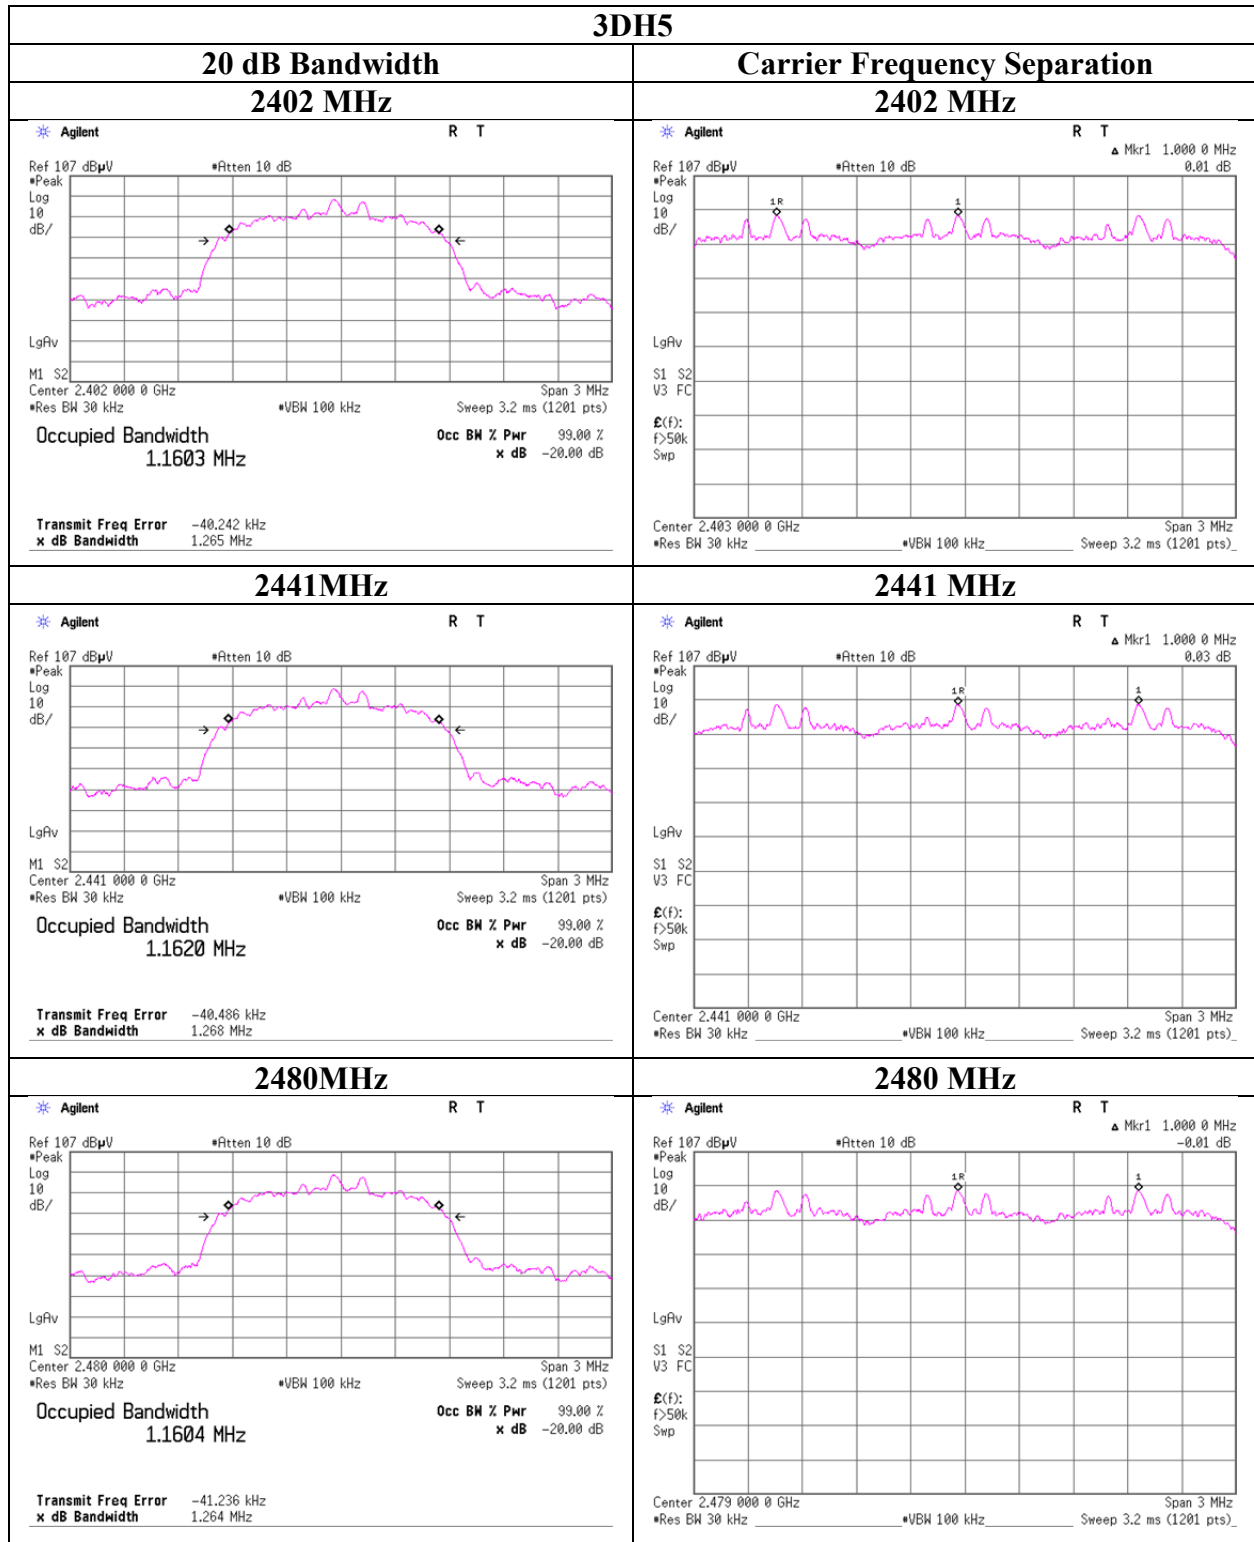 3DH5
20 dB Bandwidth
Carrier Frequency Separation
2402 MHz
2402 MHz
Agilent R T
Ref 107 dBµV #Atten 10 dB
#Peak
Log
10
dB/
LgAv
M1 S2
Center 2.402 000 0 GHz Span 3 MHz
#Res BW 30 kHz #VBW 100 kHz Sweep 3.2 ms (1201 pts)
Occupied Bandwidth Occ BW % Pwr 99.00 %
1.1603 MHz x dB -20.00 dB
Transmit Freq Error -40.242 kHz
x dB Bandwidth 1.265 MHz
Agilent R T
Δ Mkr1 1.000 0 MHz
Ref 107 dBµV #Atten 10 dB 0.01 dB
#Peak
Log
10
dB/
1R 1
LgAv
S1 S2
V3 FC
£(f):
f>50k
Swp
Center 2.403 000 0 GHz Span 3 MHz
#Res BW 30 kHz #VBW 100 kHz Sweep 3.2 ms (1201 pts)
2441MHz
2441 MHz
Agilent R T
Ref 107 dBµV #Atten 10 dB
#Peak
Log
10
dB/
LgAv
M1 S2
Center 2.441 000 0 GHz Span 3 MHz
#Res BW 30 kHz #VBW 100 kHz Sweep 3.2 ms (1201 pts)
Occupied Bandwidth Occ BW % Pwr 99.00 %
1.1620 MHz x dB -20.00 dB
Transmit Freq Error -40.486 kHz
x dB Bandwidth 1.268 MHz
Agilent R T
Δ Mkr1 1.000 0 MHz
Ref 107 dBµV #Atten 10 dB 0.03 dB
#Peak
Log
10
dB/
1R 1
LgAv
S1 S2
V3 FC
£(f):
f>50k
Swp
Center 2.441 000 0 GHz Span 3 MHz
#Res BW 30 kHz #VBW 100 kHz Sweep 3.2 ms (1201 pts)
2480MHz
2480 MHz
Agilent R T
Ref 107 dBµV #Atten 10 dB
#Peak
Log
10
dB/
LgAv
M1 S2
Center 2.480 000 0 GHz Span 3 MHz
#Res BW 30 kHz #VBW 100 kHz Sweep 3.2 ms (1201 pts)
Occupied Bandwidth Occ BW % Pwr 99.00 %
1.1604 MHz x dB -20.00 dB
Transmit Freq Error -41.236 kHz
x dB Bandwidth 1.264 MHz
Agilent R T
Δ Mkr1 1.000 0 MHz
Ref 107 dBµV #Atten 10 dB -0.01 dB
#Peak
Log
10
dB/
1R 1
LgAv
S1 S2
V3 FC
£(f):
f>50k
Swp
Center 2.479 000 0 GHz Span 3 MHz
#Res BW 30 kHz #VBW 100 kHz Sweep 3.2 ms (1201 pts)